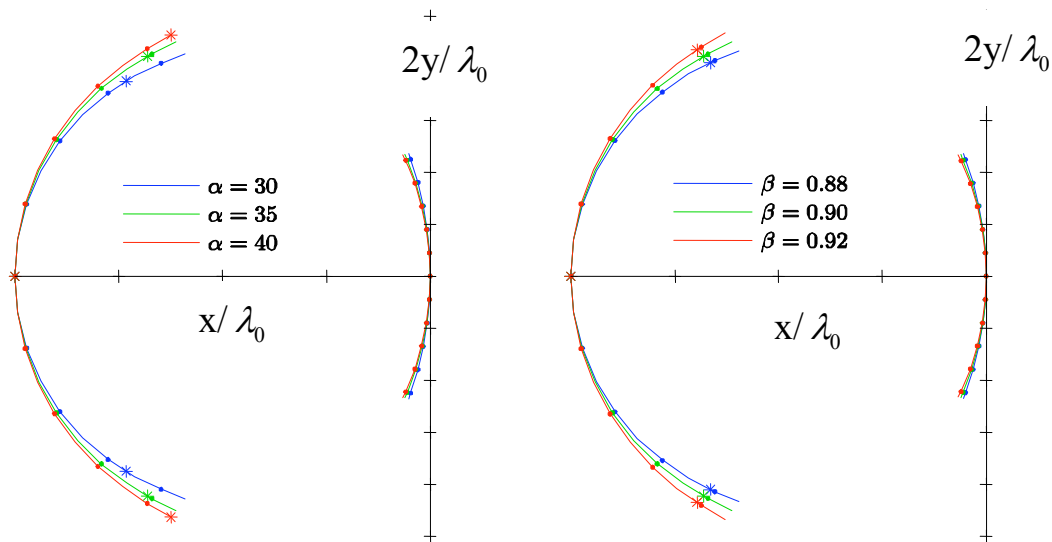 2y/ λ₀
α = 30
α = 35
α = 40
x/ λ₀
2y/ λ₀
β = 0.88
β = 0.90
β = 0.92
x/ λ₀